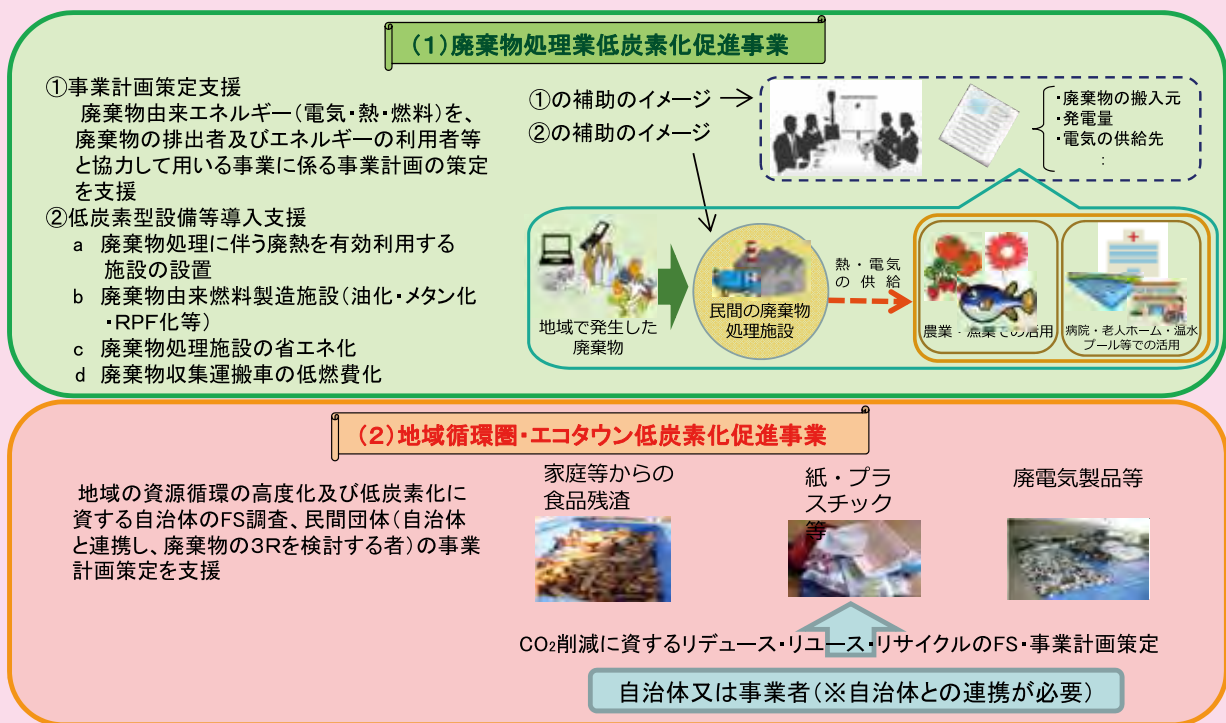 (1)廃棄物処理業低炭素化促進事業
①事業計画策定支援
廃棄物由来エネルギー(電気・熱・燃料)を、
廃棄物の排出者及びエネルギーの利用者等
と協力して用いる事業に係る事業計画の策定
を支援
②低炭素型設備等導入支援
a 廃棄物処理に伴う廃熱を有効利用する
施設の設置
b 廃棄物由来燃料製造施設(油化・メタン化
・RPF化等)
c 廃棄物処理施設の省エネ化
d 廃棄物収集運搬車の低燃費化
①の補助のイメージ
②の補助のイメージ
・廃棄物の搬入元
・発電量
・電気の供給先
:
地域で発生した
廃棄物
民間の廃棄物
処理施設
熱・電気
の供給
農業・漁業での活用
病院・老人ホーム・温水
プール等での活用
(2)地域循環圏・エコタウン低炭素化促進事業
地域の資源循環の高度化及び低炭素化に
資する自治体のFS調査、民間団体(自治体
と連携し、廃棄物の3Rを検討する者)の事業
計画策定を支援
家庭等からの
食品残渣
紙・プラ
スチック
等
廃電気製品等
CO₂削減に資するリデュース・リユース・リサイクルのFS・事業計画策定
自治体又は事業者(※自治体との連携が必要)